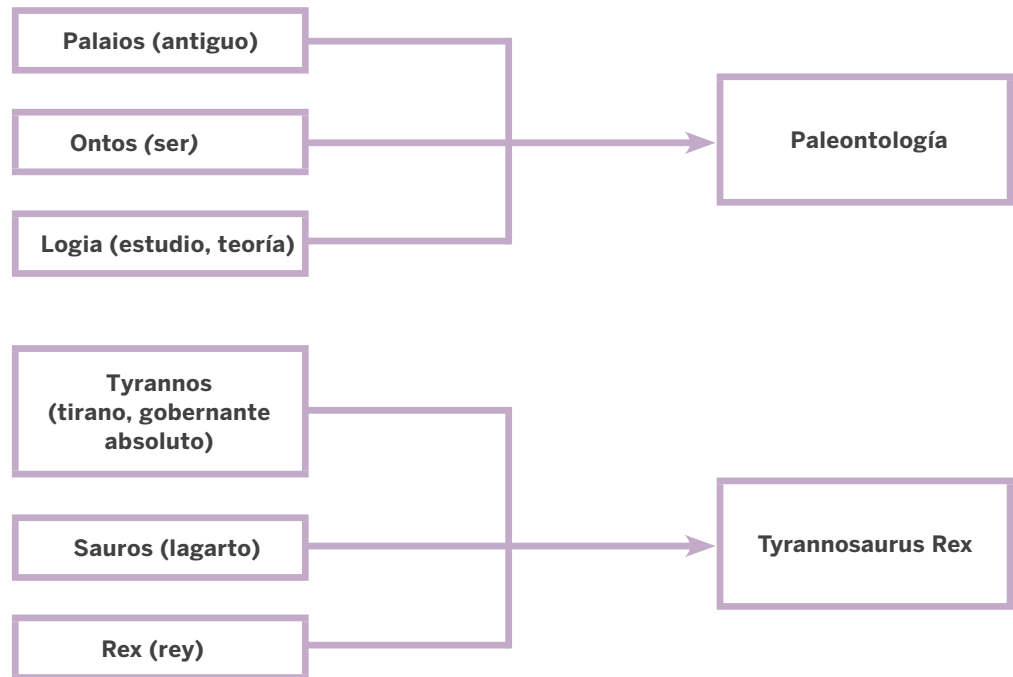 Palaios (antiguo)
Ontos (ser)
Logia (estudio, teoría)
Paleontología
Tyrannos
(tirano, gobernante
absoluto)
Sauros (lagarto)
Rex (rey)
Tyrannosaurus Rex